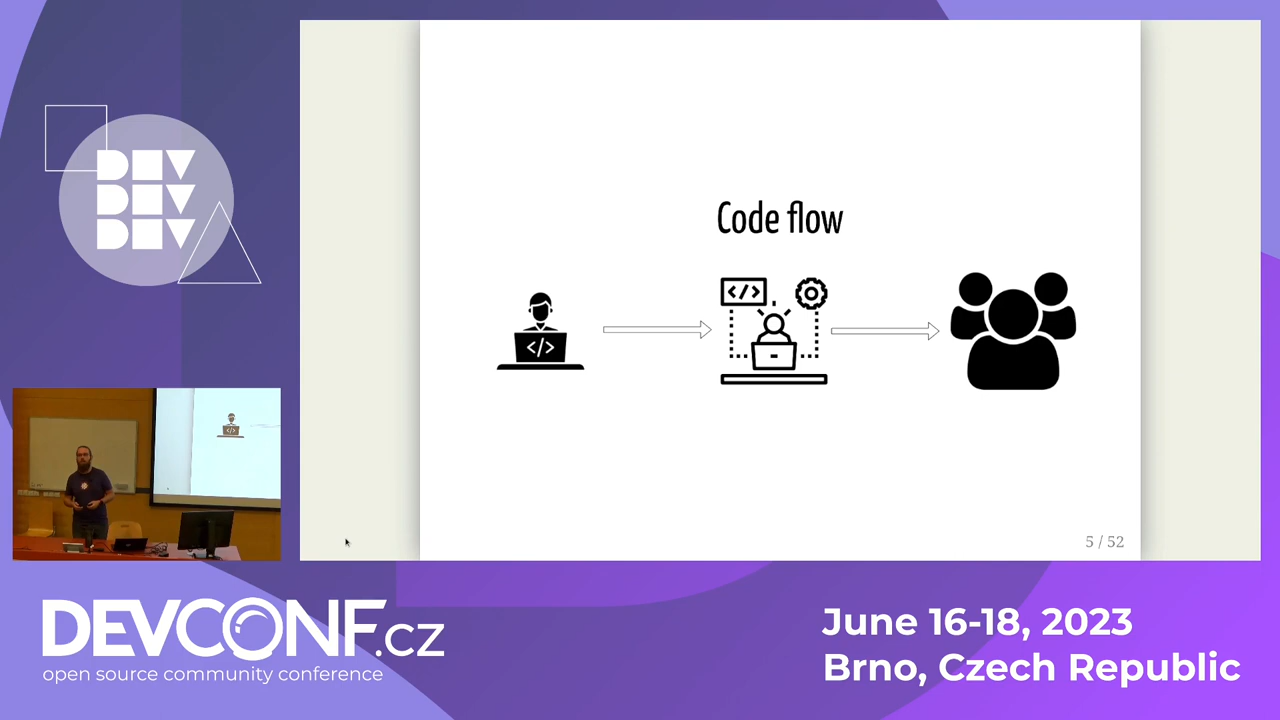 DEV
DEV
DEV
Code flow
</>
</>
5 / 52
</>
DEVCONF.cz
open source community conference
June 16-18, 2023
Brno, Czech Republic